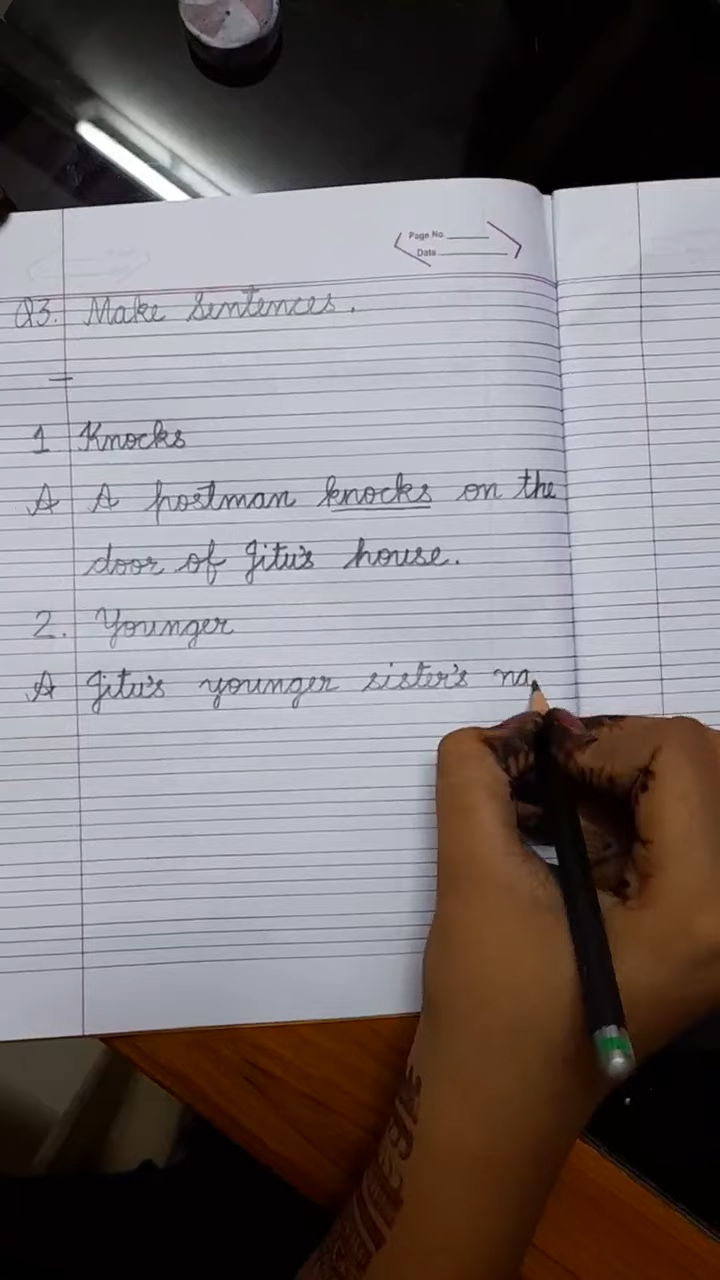 Page No.
Date
Q3. Make Sentences.
1 Knocks
A A postman knocks on the
door of Jitu's house.
2. Younger
A Jitu's younger sister's na